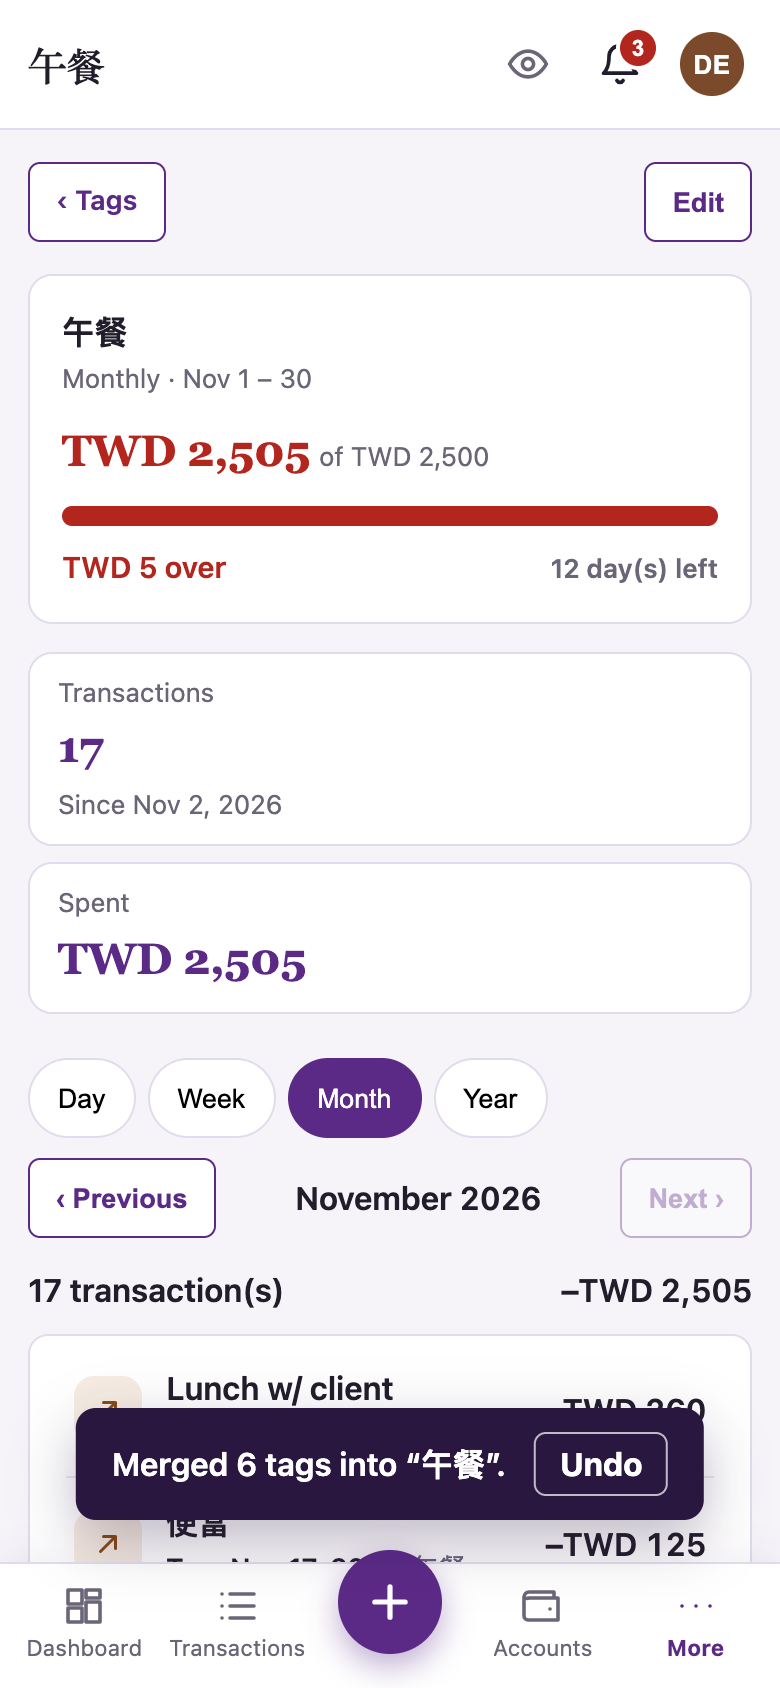 午餐
3
DE
‹ Tags
Edit
午餐
Monthly · Nov 1 – 30
TWD 2,505 of TWD 2,500
TWD 5 over
12 day(s) left
Transactions
17
Since Nov 2, 2026
Spent
TWD 2,505
Day
Week
Month
Year
‹ Previous
November 2026
Next ›
17 transaction(s)
–TWD 2,505
Lunch w/ client
TWD 260
Merged 6 tags into “午餐”.
Undo
便當
–TWD 125
Dashboard
Transactions
Accounts
More